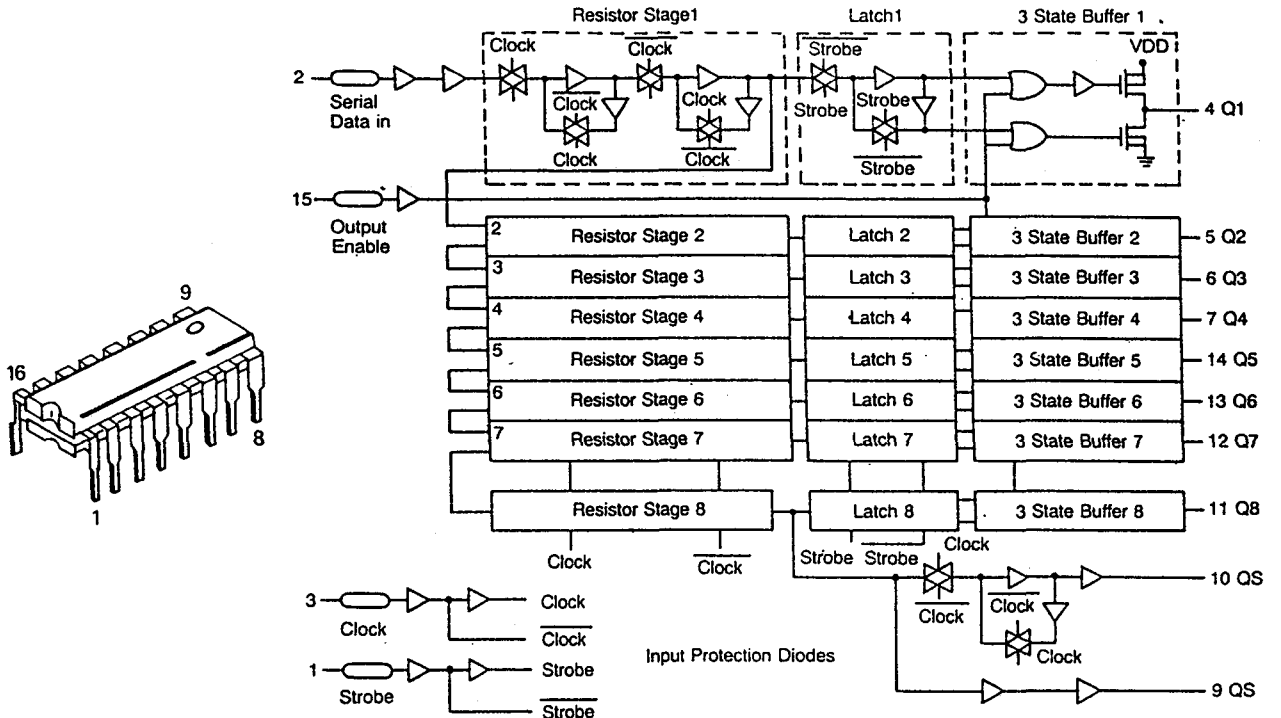 Resistor Stage1 Latch1 3 State Buffer 1
Clock Clock Strobe VDD
2 Serial Data in
Clock Clock Strobe Strobe
Clock Clock Strobe
4 Q1
15 Output Enable
2 Resistor Stage 2 Latch 2 3 State Buffer 2 5 Q2
3 Resistor Stage 3 Latch 3 3 State Buffer 3 6 Q3
4 Resistor Stage 4 Latch 4 3 State Buffer 4 7 Q4
5 Resistor Stage 5 Latch 5 3 State Buffer 5 14 Q5
6 Resistor Stage 6 Latch 6 3 State Buffer 6 13 Q6
7 Resistor Stage 7 Latch 7 3 State Buffer 7 12 Q7
Resistor Stage 8 Latch 8 3 State Buffer 8 11 Q8
Clock Clock Strobe Strobe Clock
10 QS
Clock Clock
Clock
9 QS
3 Clock Clock
Clock
1 Strobe Strobe
Strobe
Input Protection Diodes
9
16
8
1